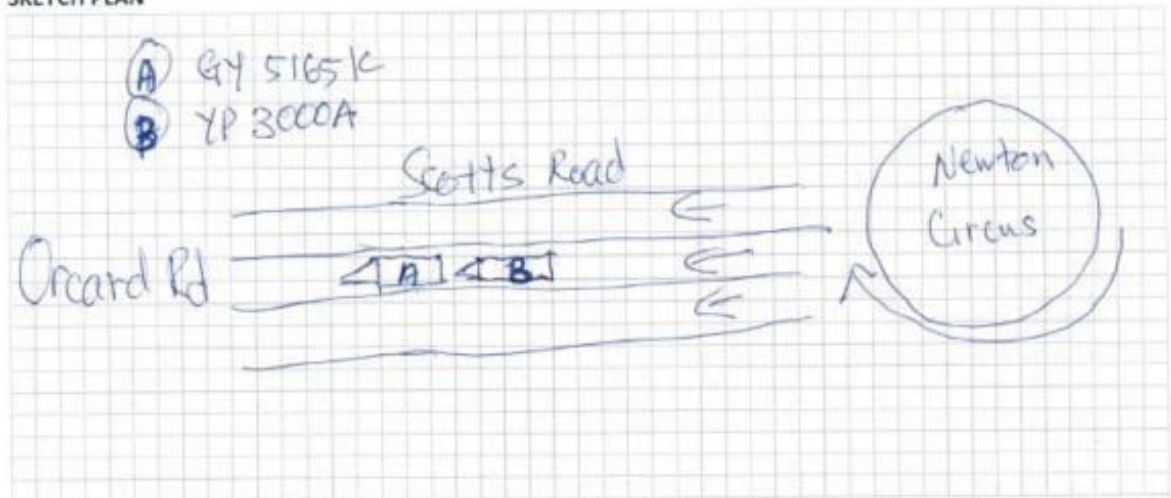 SKETCH PLAN
A GY 5165K
B YP 3000A
Scotts Road
Newton
Circus
Orcard Rd
A B